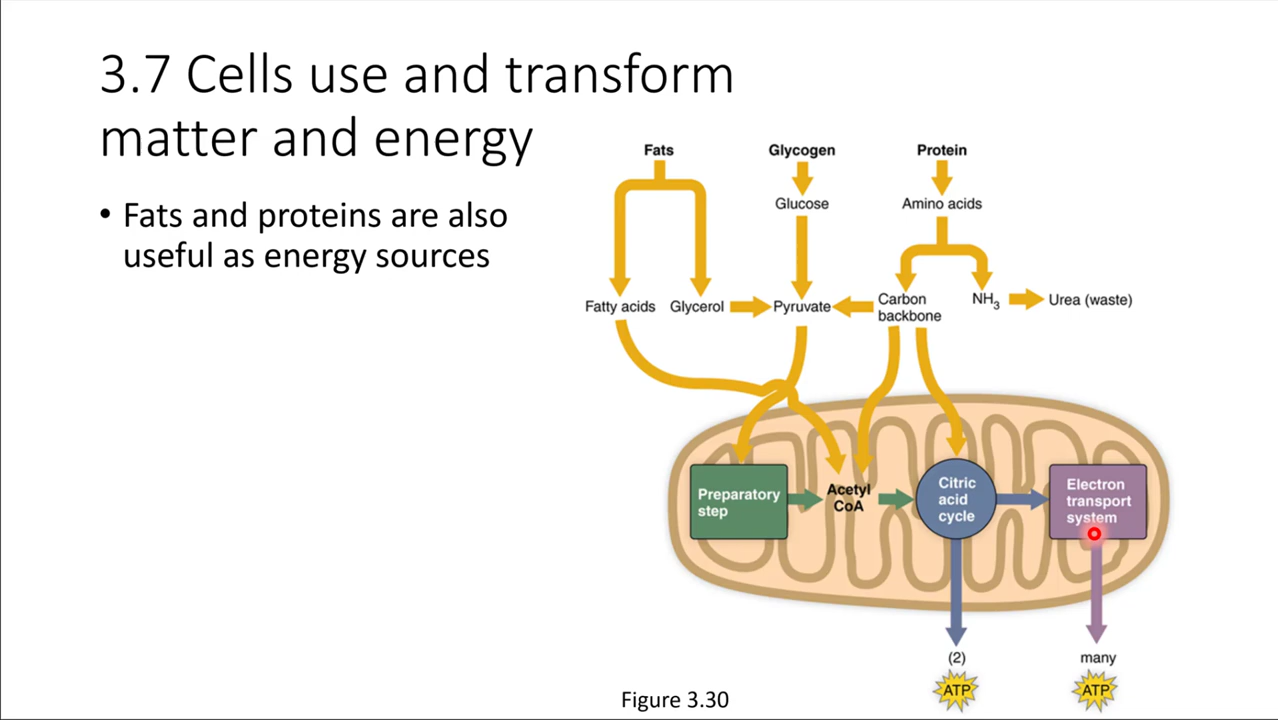 3.7 Cells use and transform
matter and energy
• Fats and proteins are also
useful as energy sources
Fats
Glycogen
Protein
Glucose
Amino acids
Fatty acids
Glycerol
Pyruvate
Carbon
backbone
NH₃
Urea (waste)
Preparatory
step
Acetyl
CoA
Citric
acid
cycle
Electron
transport
system
(2)
many
ATP
ATP
Figure 3.30